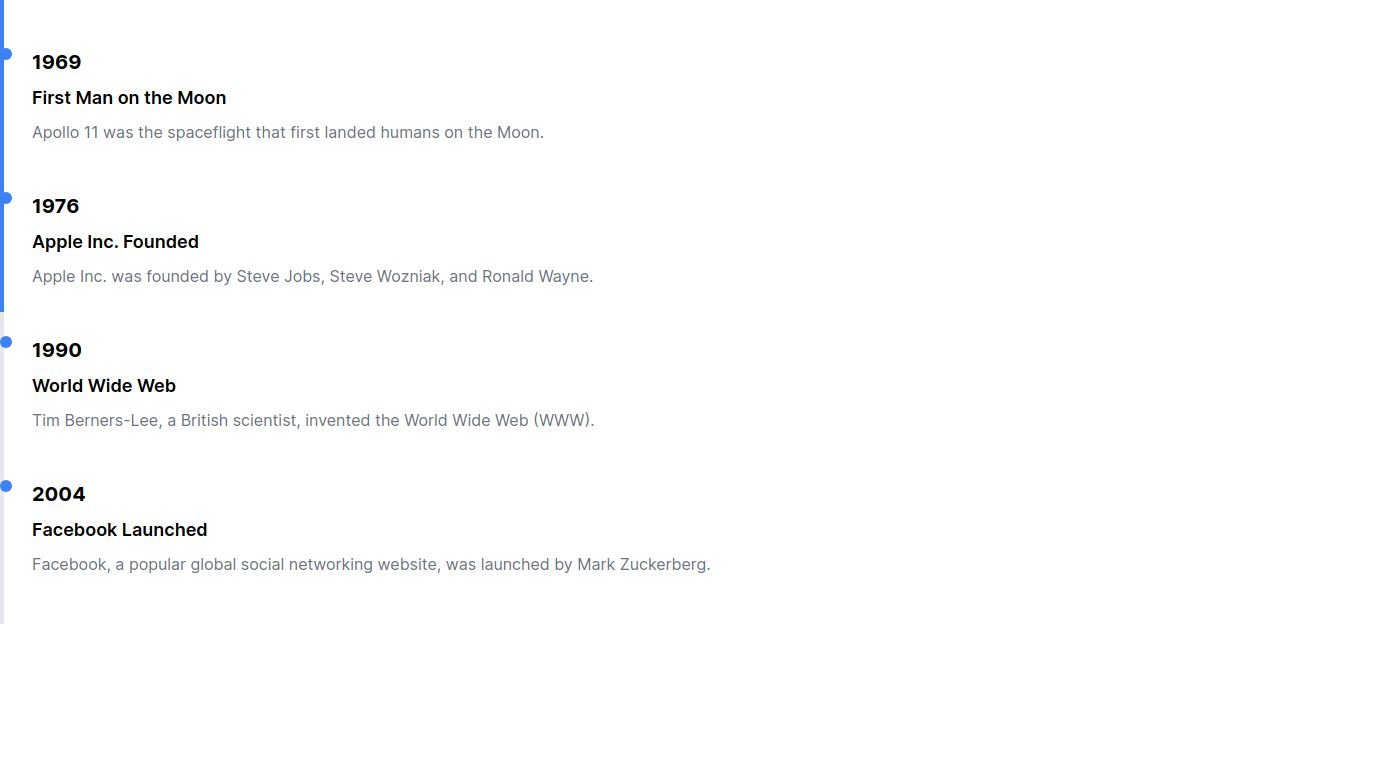 1969
First Man on the Moon
Apollo 11 was the spaceflight that first landed humans on the Moon.
1976
Apple Inc. Founded
Apple Inc. was founded by Steve Jobs, Steve Wozniak, and Ronald Wayne.
1990
World Wide Web
Tim Berners-Lee, a British scientist, invented the World Wide Web (WWW).
2004
Facebook Launched
Facebook, a popular global social networking website, was launched by Mark Zuckerberg.